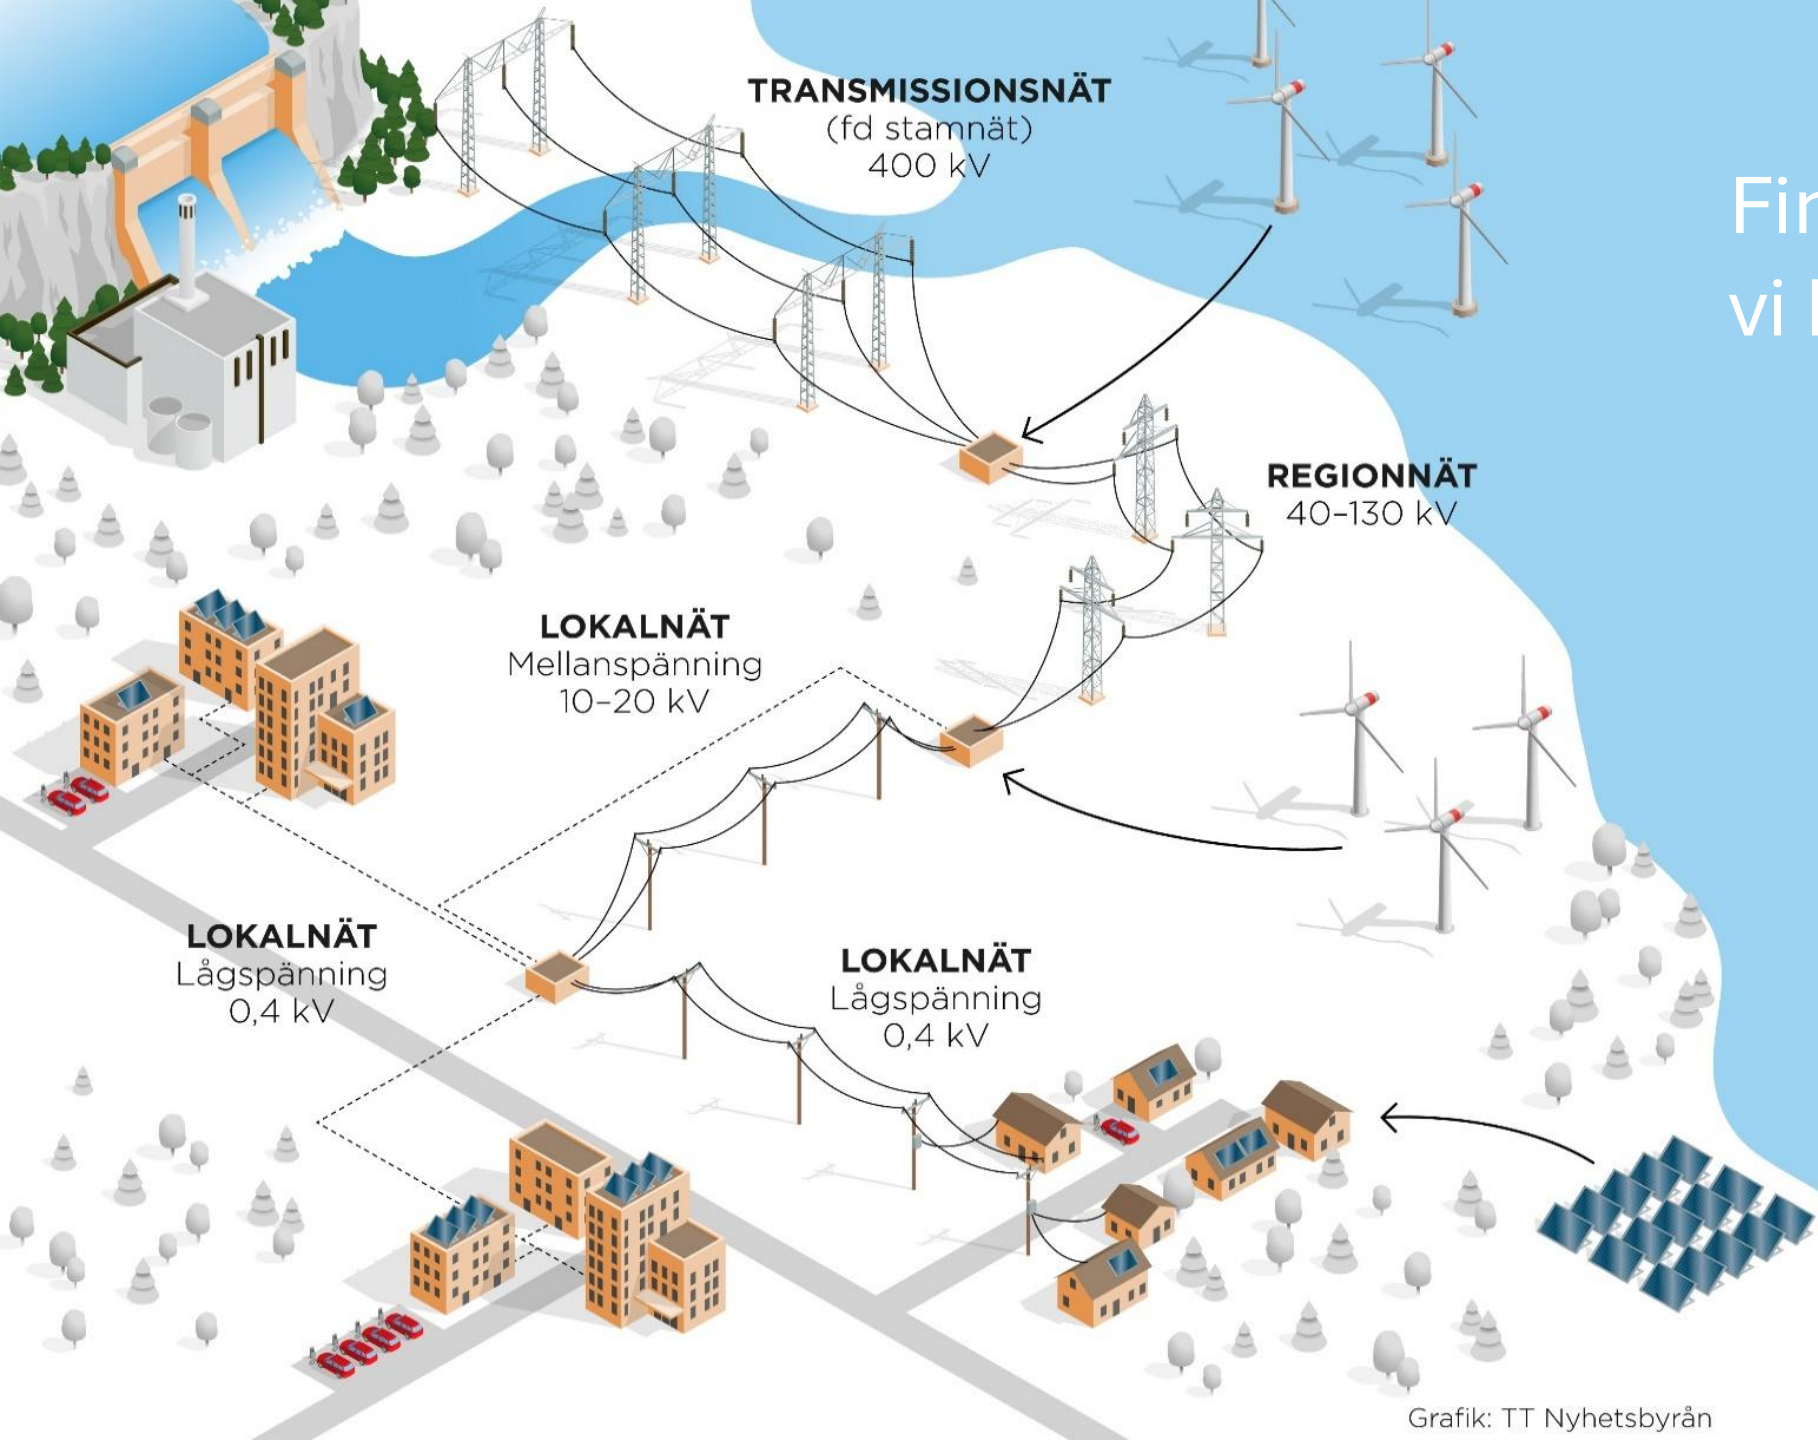 TRANSMISSIONSNÄT
(fd stamnät)
400 kV
vi
REGIONNÄT
40–130 kV
LOKALNÄT
Mellanspänning
10–20 kV
LOKALNÄT
Lågspänning
0,4 kV
LOKALNÄT
Lågspänning
0,4 kV
Grafik: TT Nyhetsbyrån